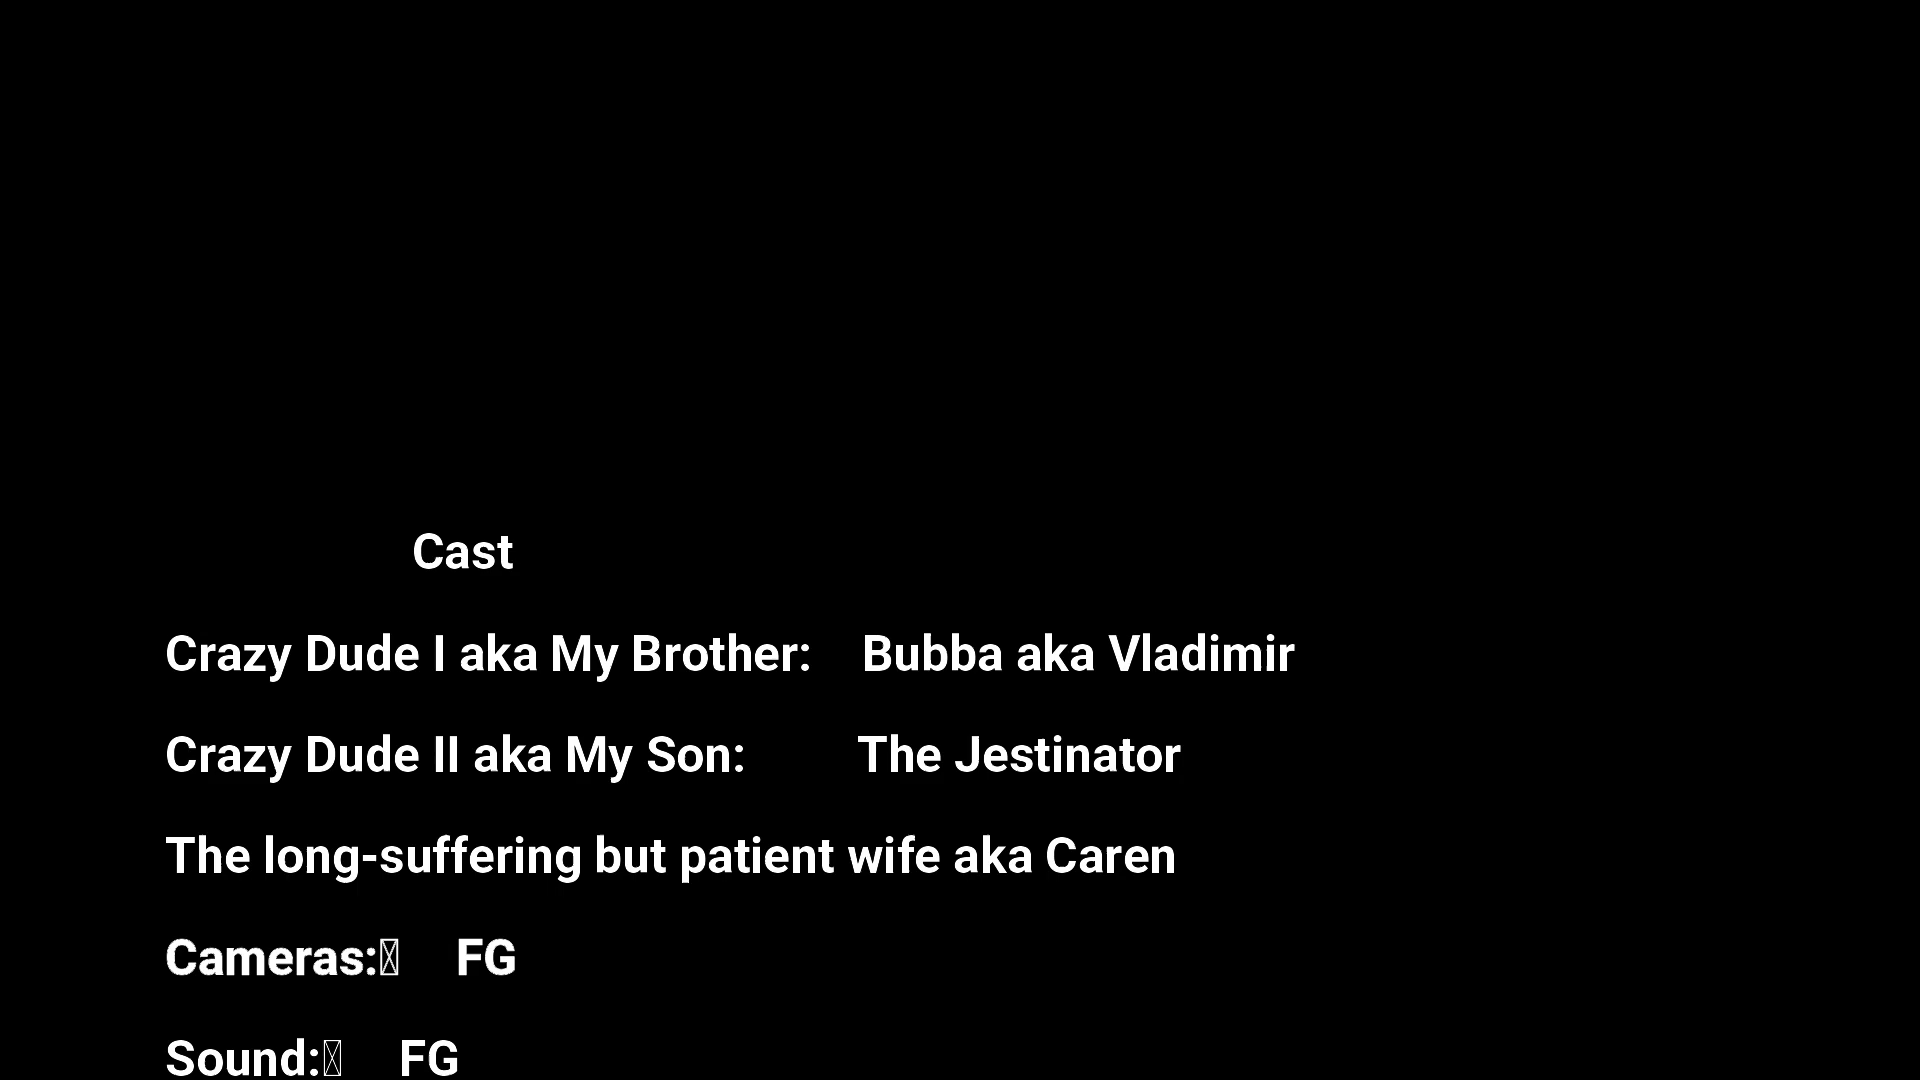 Cast
Crazy Dude I aka My Brother: Bubba aka Vladimir
Crazy Dude II aka My Son: The Jestinator
The long-suffering but patient wife aka Caren
Cameras: FG
Sound: FG